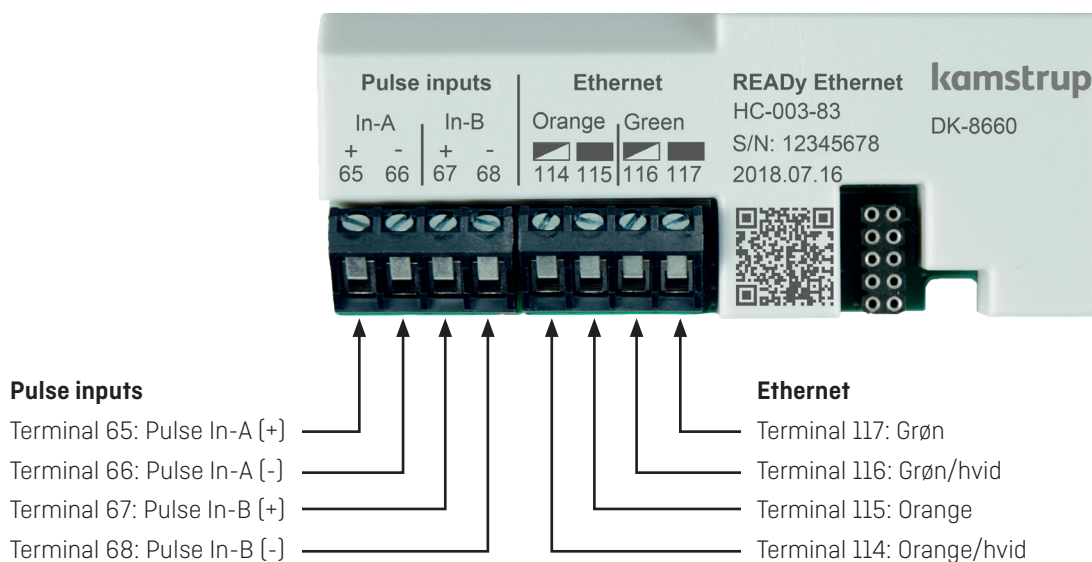 Pulse inputs
Ethernet
READy Ethernet
kamstrup
In-A
In-B
Orange
Green
HC-003-83
DK-8660
+ - + -
S/N: 12345678
65 66 67 68
114 115 116 117
2018.07.16
Pulse inputs
Terminal 65: Pulse In-A (+)
Terminal 66: Pulse In-A (-)
Terminal 67: Pulse In-B (+)
Terminal 68: Pulse In-B (-)
Ethernet
Terminal 117: Grøn
Terminal 116: Grøn/hvid
Terminal 115: Orange
Terminal 114: Orange/hvid